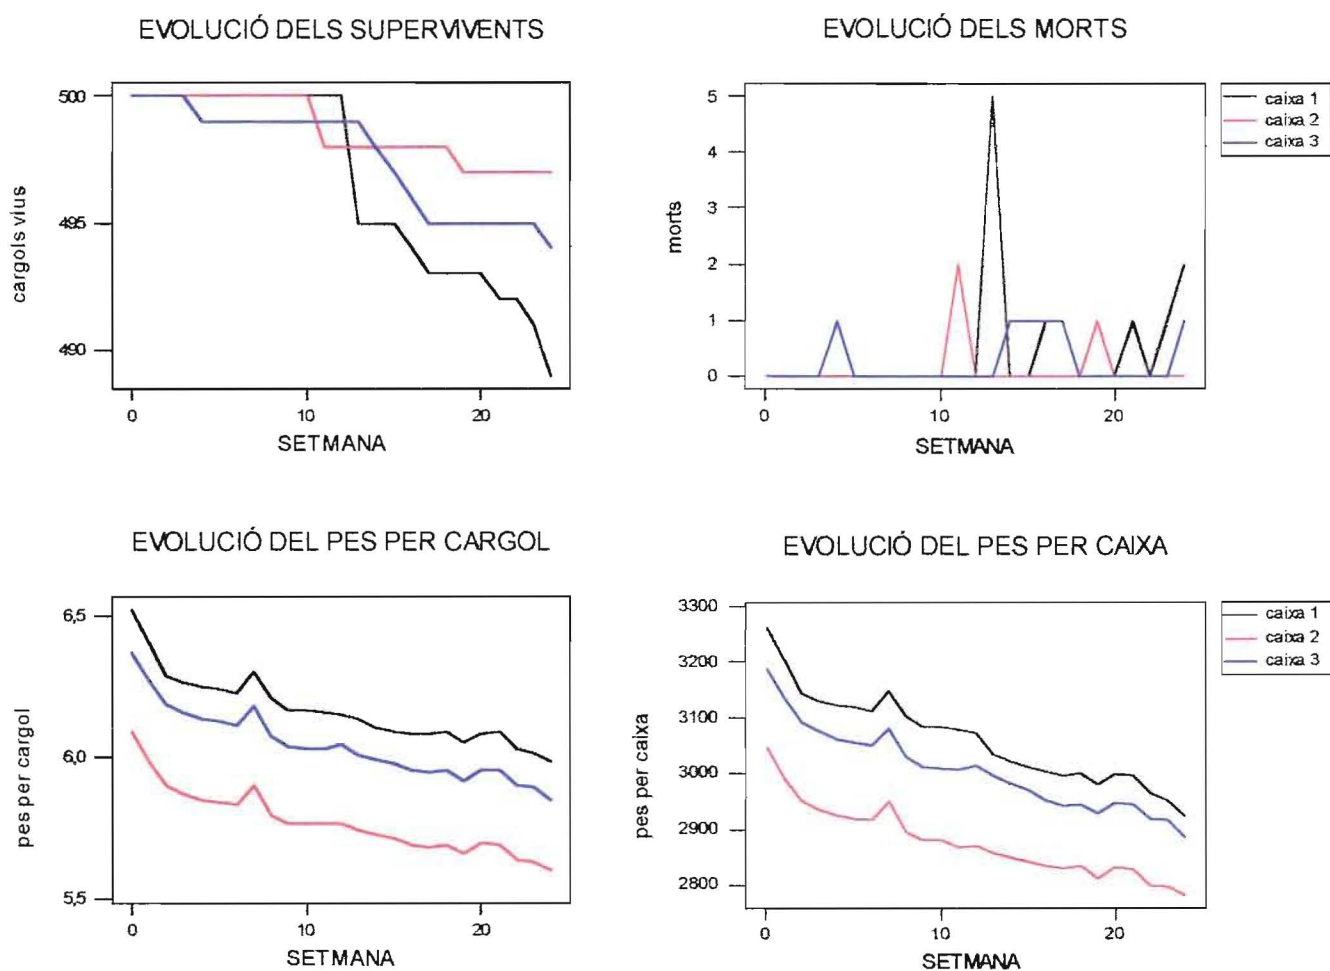 EVOLUCIÓ DELS SUPERVIVENTS
500
495
490
cargols vius
0 10 20
SETMANA
EVOLUCIÓ DELS MORTS
5
4
3
2
1
0
morts
0 10 20
SETMANA
caixa 1
caixa 2
caixa 3
EVOLUCIÓ DEL PES PER CARGOL
6,5
6,0
5,5
pes per cargol
0 10 20
SETMANA
EVOLUCIÓ DEL PES PER CAIXA
3300
3200
3100
3000
2900
2800
pes per caixa
0 10 20
SETMANA
caixa 1
caixa 2
caixa 3